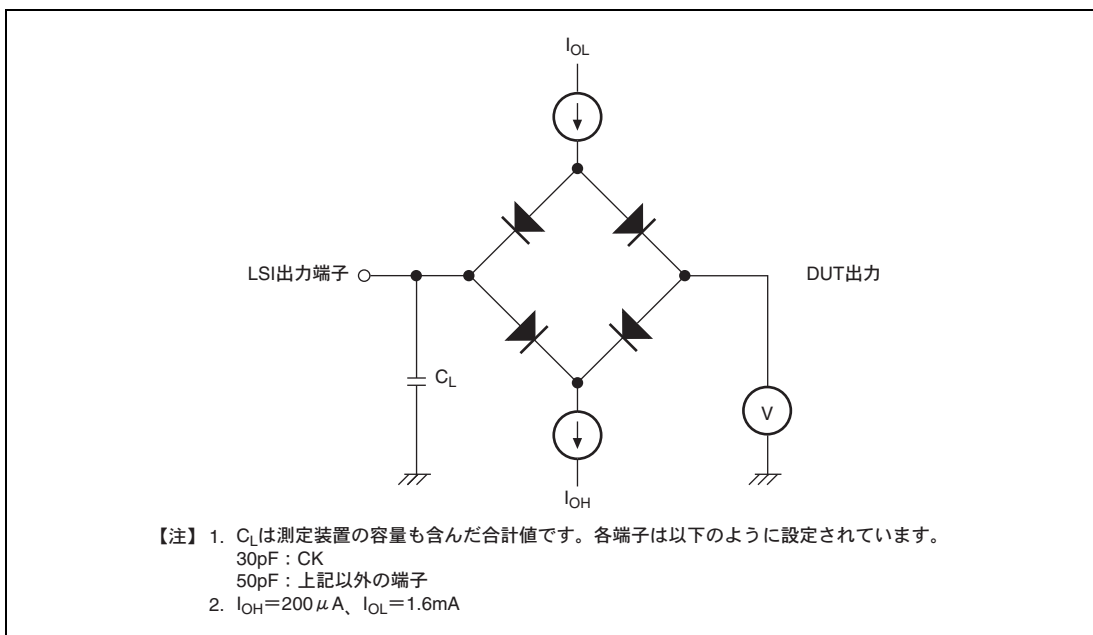 I_OL
LSI出力端子
DUT出力
C_L
V
I_OH
【注】 1. C_Lは測定装置の容量も含んだ合計値です。各端子は以下のように設定されています。
30pF：CK
50pF：上記以外の端子
2. I_OH＝200μA、I_OL＝1.6mA